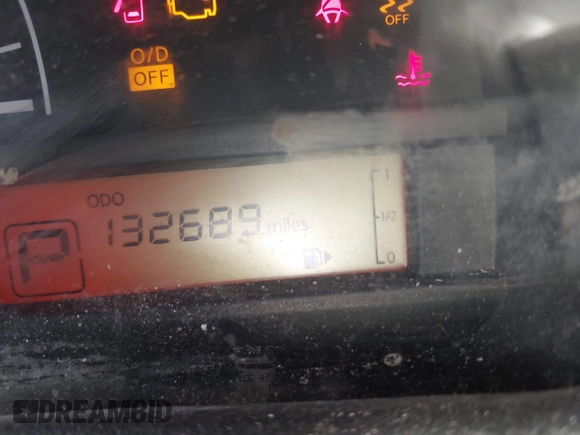 O/D
OFF
OFF
ODO
132689 miles
P
1
1/2
0
DREAMBID